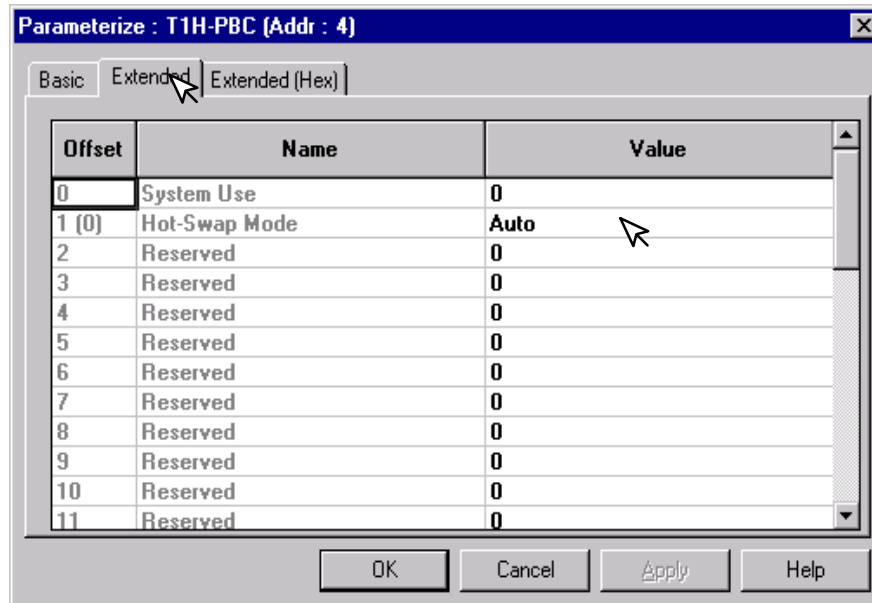 Parameterize : T1H-PBC (Addr : 4)
Basic Extended Extended (Hex)
Offset Name Value
0 System Use 0
1 (0) Hot-Swap Mode Auto
2 Reserved 0
3 Reserved 0
4 Reserved 0
5 Reserved 0
6 Reserved 0
7 Reserved 0
8 Reserved 0
9 Reserved 0
10 Reserved 0
11 Reserved 0
OK Cancel Apply Help